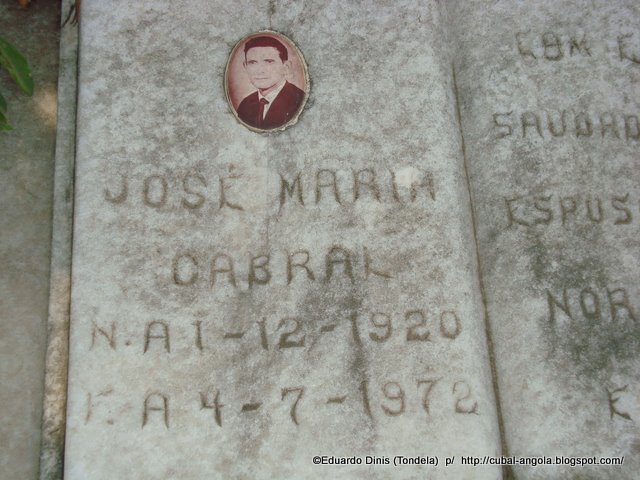 JOSÉ MARIA
CABRAL
N. A 1 - 12 - 1920
F. A 4 - 7 - 1972
SAUDAD
ESPUS
NOR
E
©Eduardo Dinis (Tondela) p/ http://cubal-angola.blogspot.com/